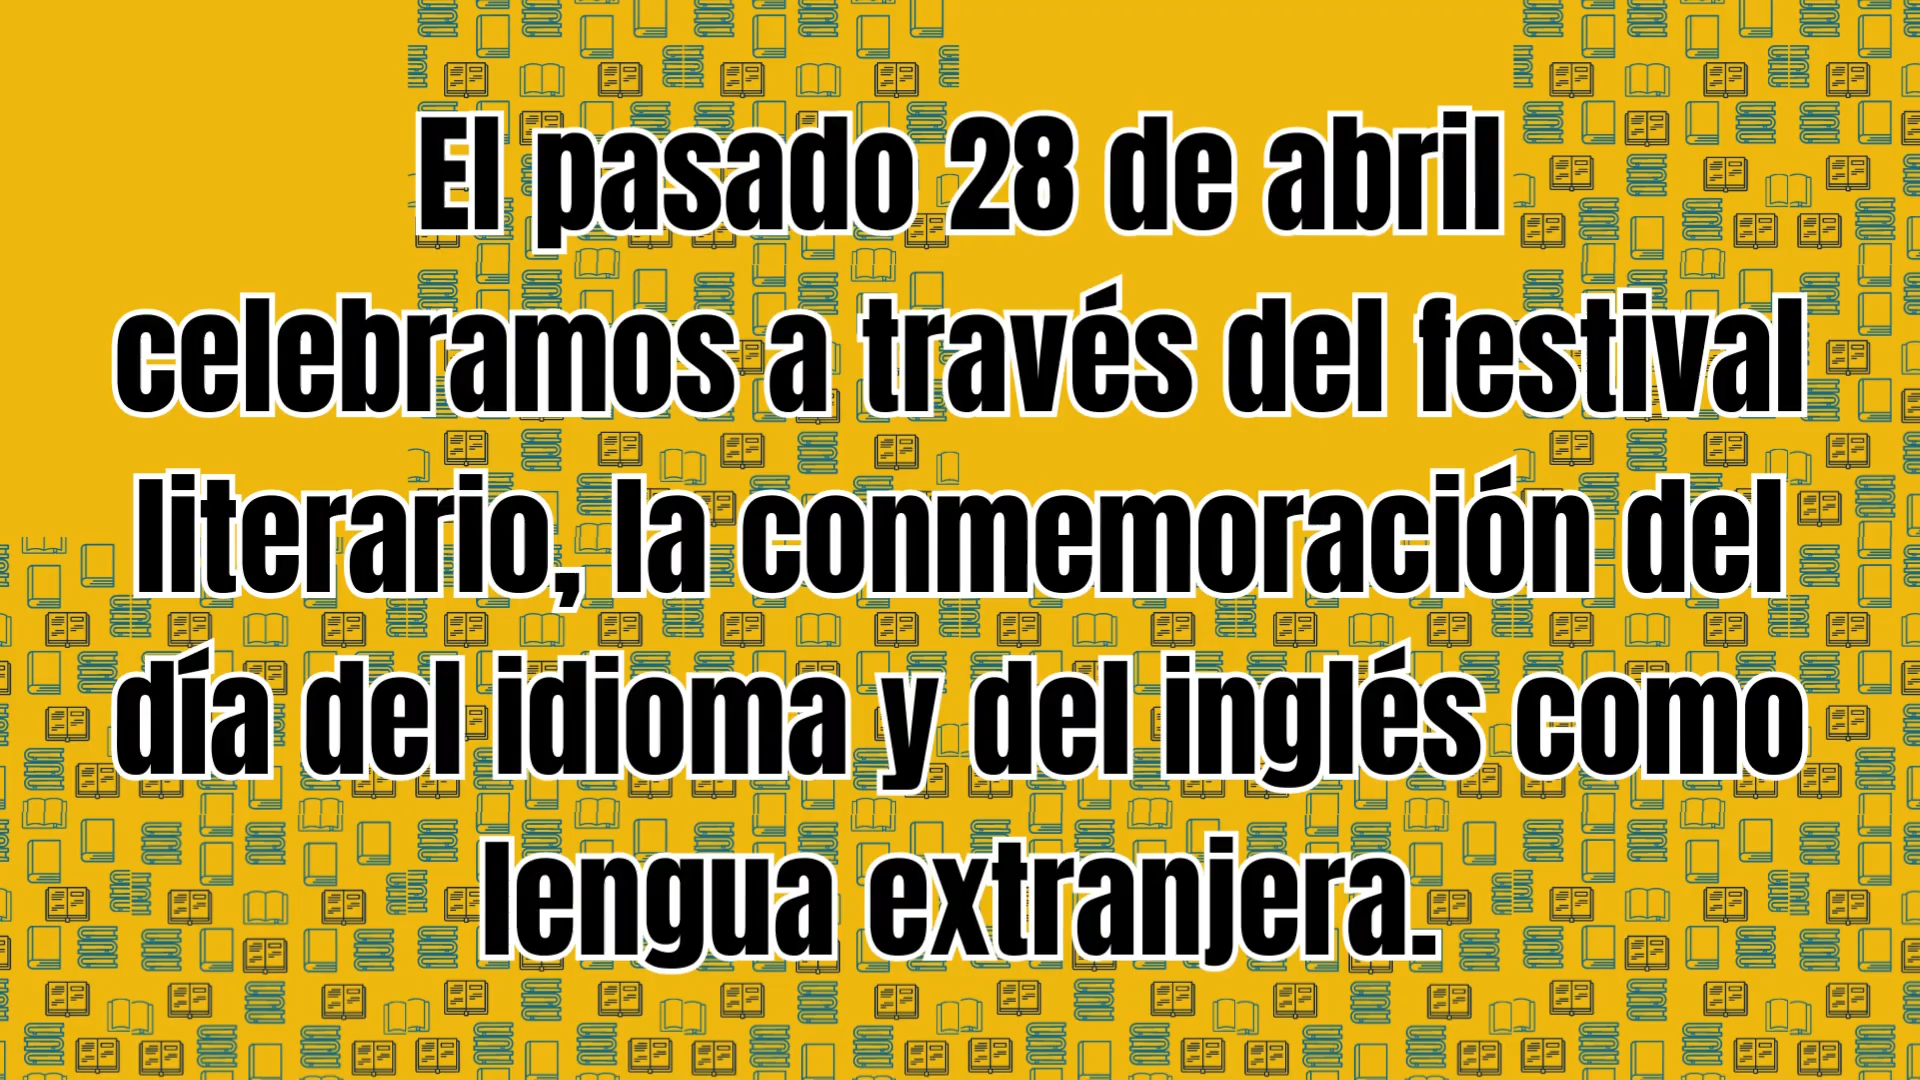 El pasado 28 de abril
celebramos a través del festival
literario, la conmemoración del
día del idioma y del inglés como
lengua extranjera.